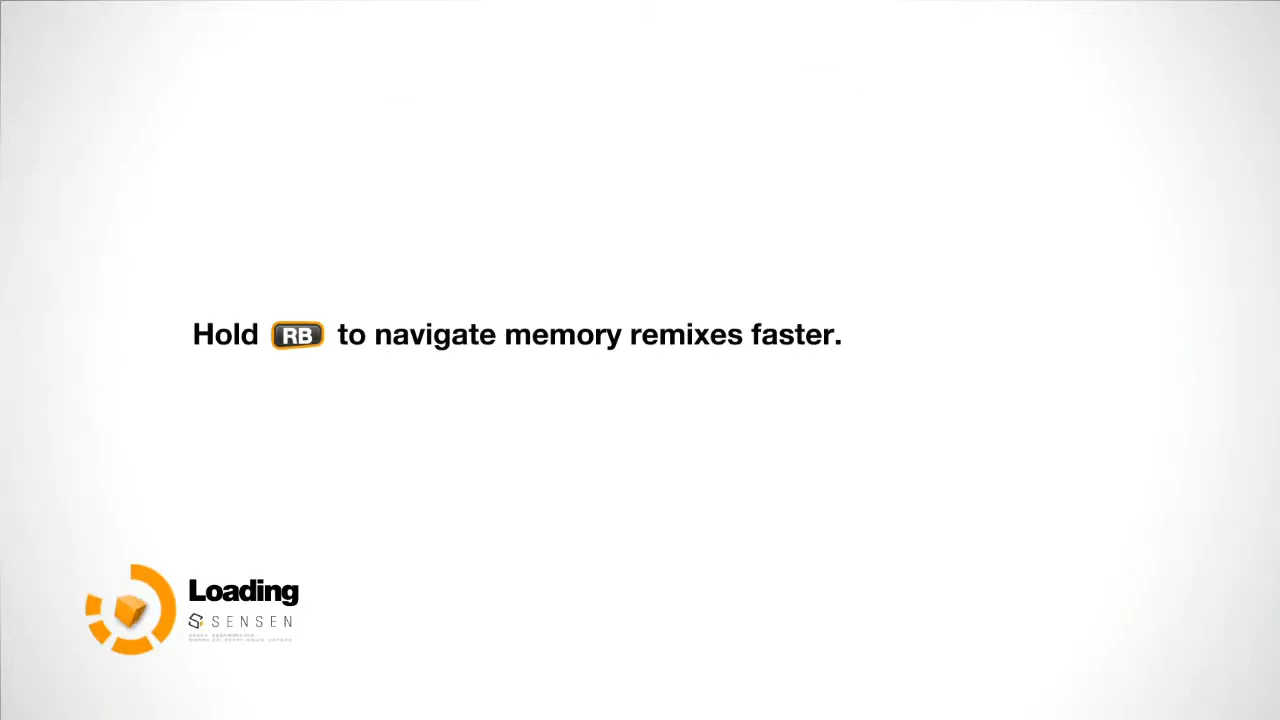 Hold RB to navigate memory remixes faster.
Loading
SENSEN